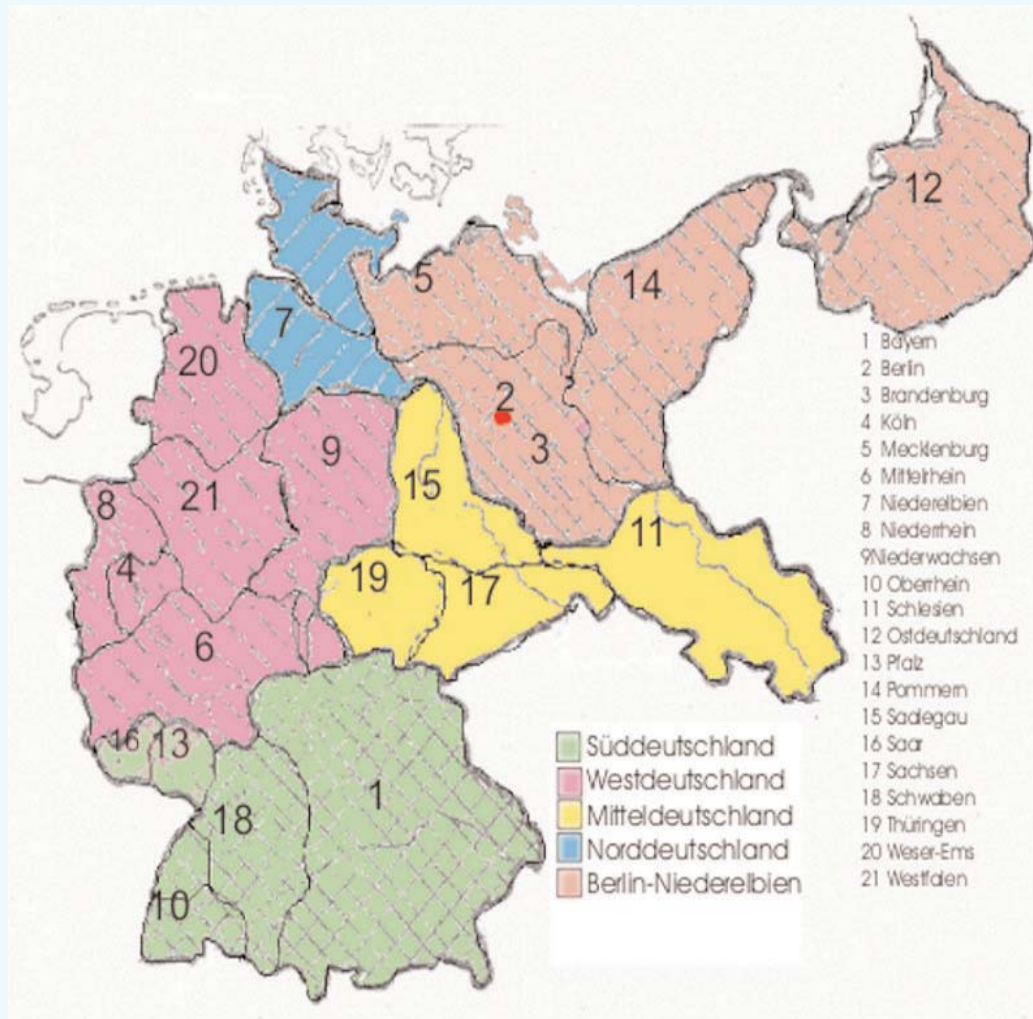 12
5
14
7
20
2
9
3
15
21
8
11
4
19
17
6
16
13
1
18
10
1 Bayern
2 Berlin
3 Brandenburg
4 Köln
5 Mecklenburg
6 Mittelrhein
7 Niederelbien
8 Niederrhein
9Niederwachsen
10 Oberrhein
11 Schlesien
12 Ostdeutschland
13 Pfalz
14 Pommern
15 Sadlegau
16 Saar
17 Sachsen
18 Schwaben
19 Thüringen
20 Weser-Ems
21 Westfalen
Süddeutschland
Westdeutschland
Mitteldeutschland
Norddeutschland
Berlin-Niederelbien